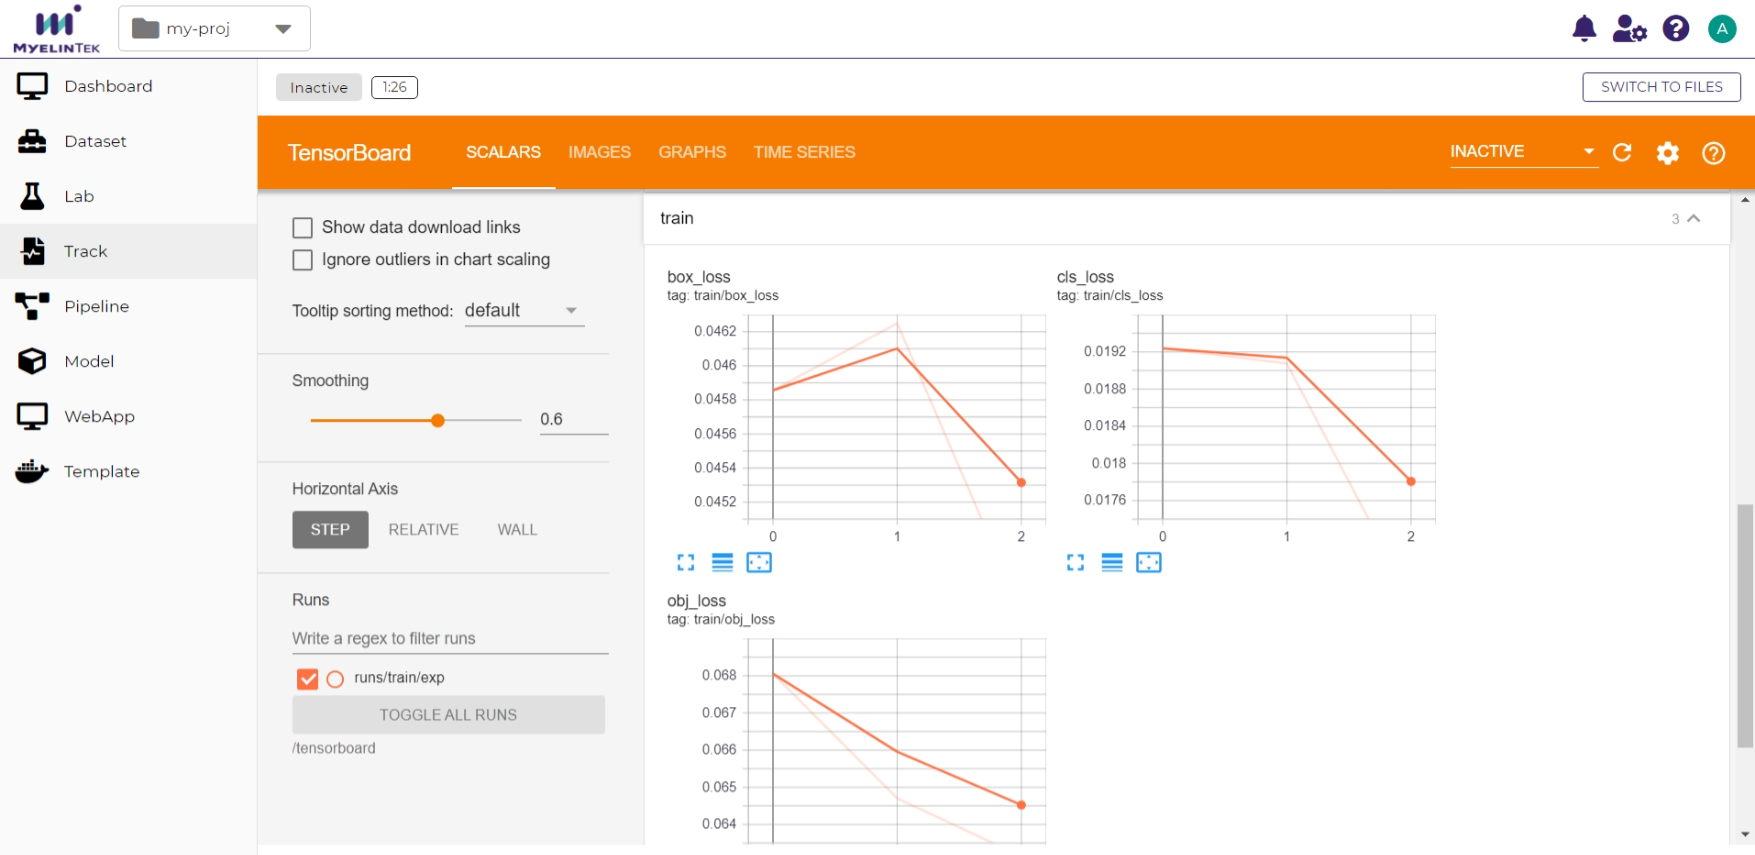 MYELINTEK
my-proj
A
Dashboard
Dataset
Lab
Track
Pipeline
Model
WebApp
Template
Inactive
1:26
SWITCH TO FILES
TensorBoard
SCALARS
IMAGES
GRAPHS
TIME SERIES
INACTIVE
Show data download links
Ignore outliers in chart scaling
Tooltip sorting method: default
Smoothing
0.6
Horizontal Axis
STEP
RELATIVE
WALL
Runs
Write a regex to filter runs
runs/train/exp
TOGGLE ALL RUNS
/tensorboard
train
3
box_loss
tag: train/box_loss
0.0462
0.046
0.0458
0.0456
0.0454
0.0452
0 1 2
cls_loss
tag: train/cls_loss
0.0192
0.0188
0.0184
0.018
0.0176
0 1 2
obj_loss
tag: train/obj_loss
0.068
0.067
0.066
0.065
0.064